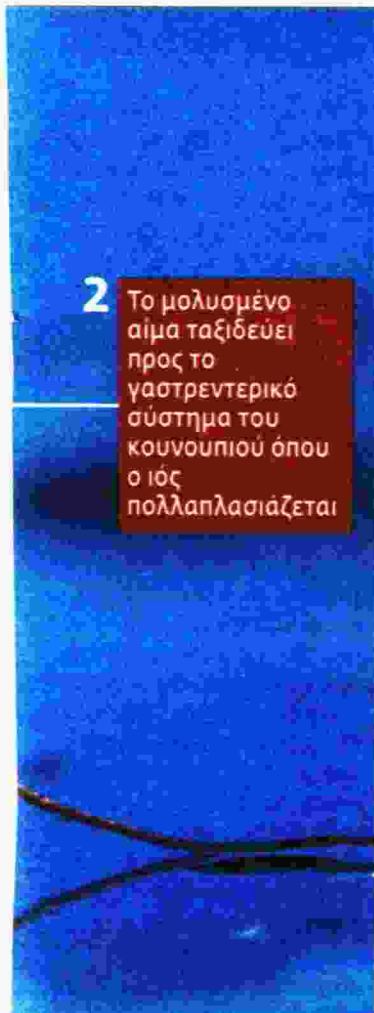 2
Το μολυσμένο
αίμα ταξιδεύει
προς το
γαστρεντερικό
σύστημα του
κουνουπιού όπου
ο ιός
πολλαπλασιάζεται